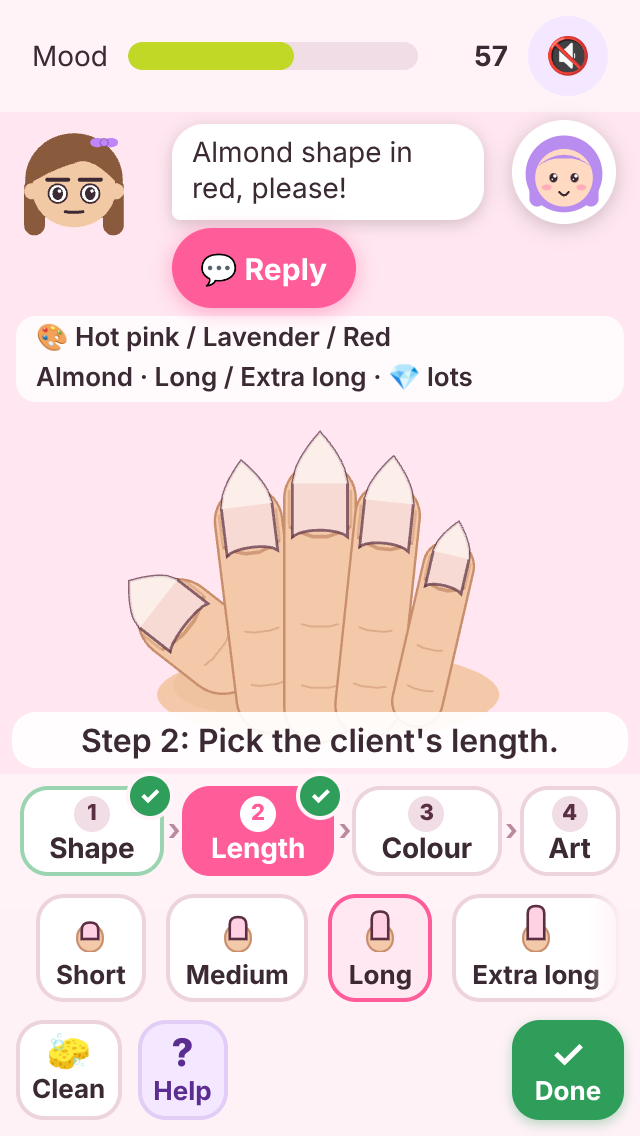 Mood
57
Almond shape in
red, please!
Reply
Hot pink / Lavender / Red
Almond · Long / Extra long · 💎 lots
Step 2: Pick the client's length.
1
Shape
2
Length
3
Colour
4
Art
Short
Medium
Long
Extra long
Clean
?
Help
Done